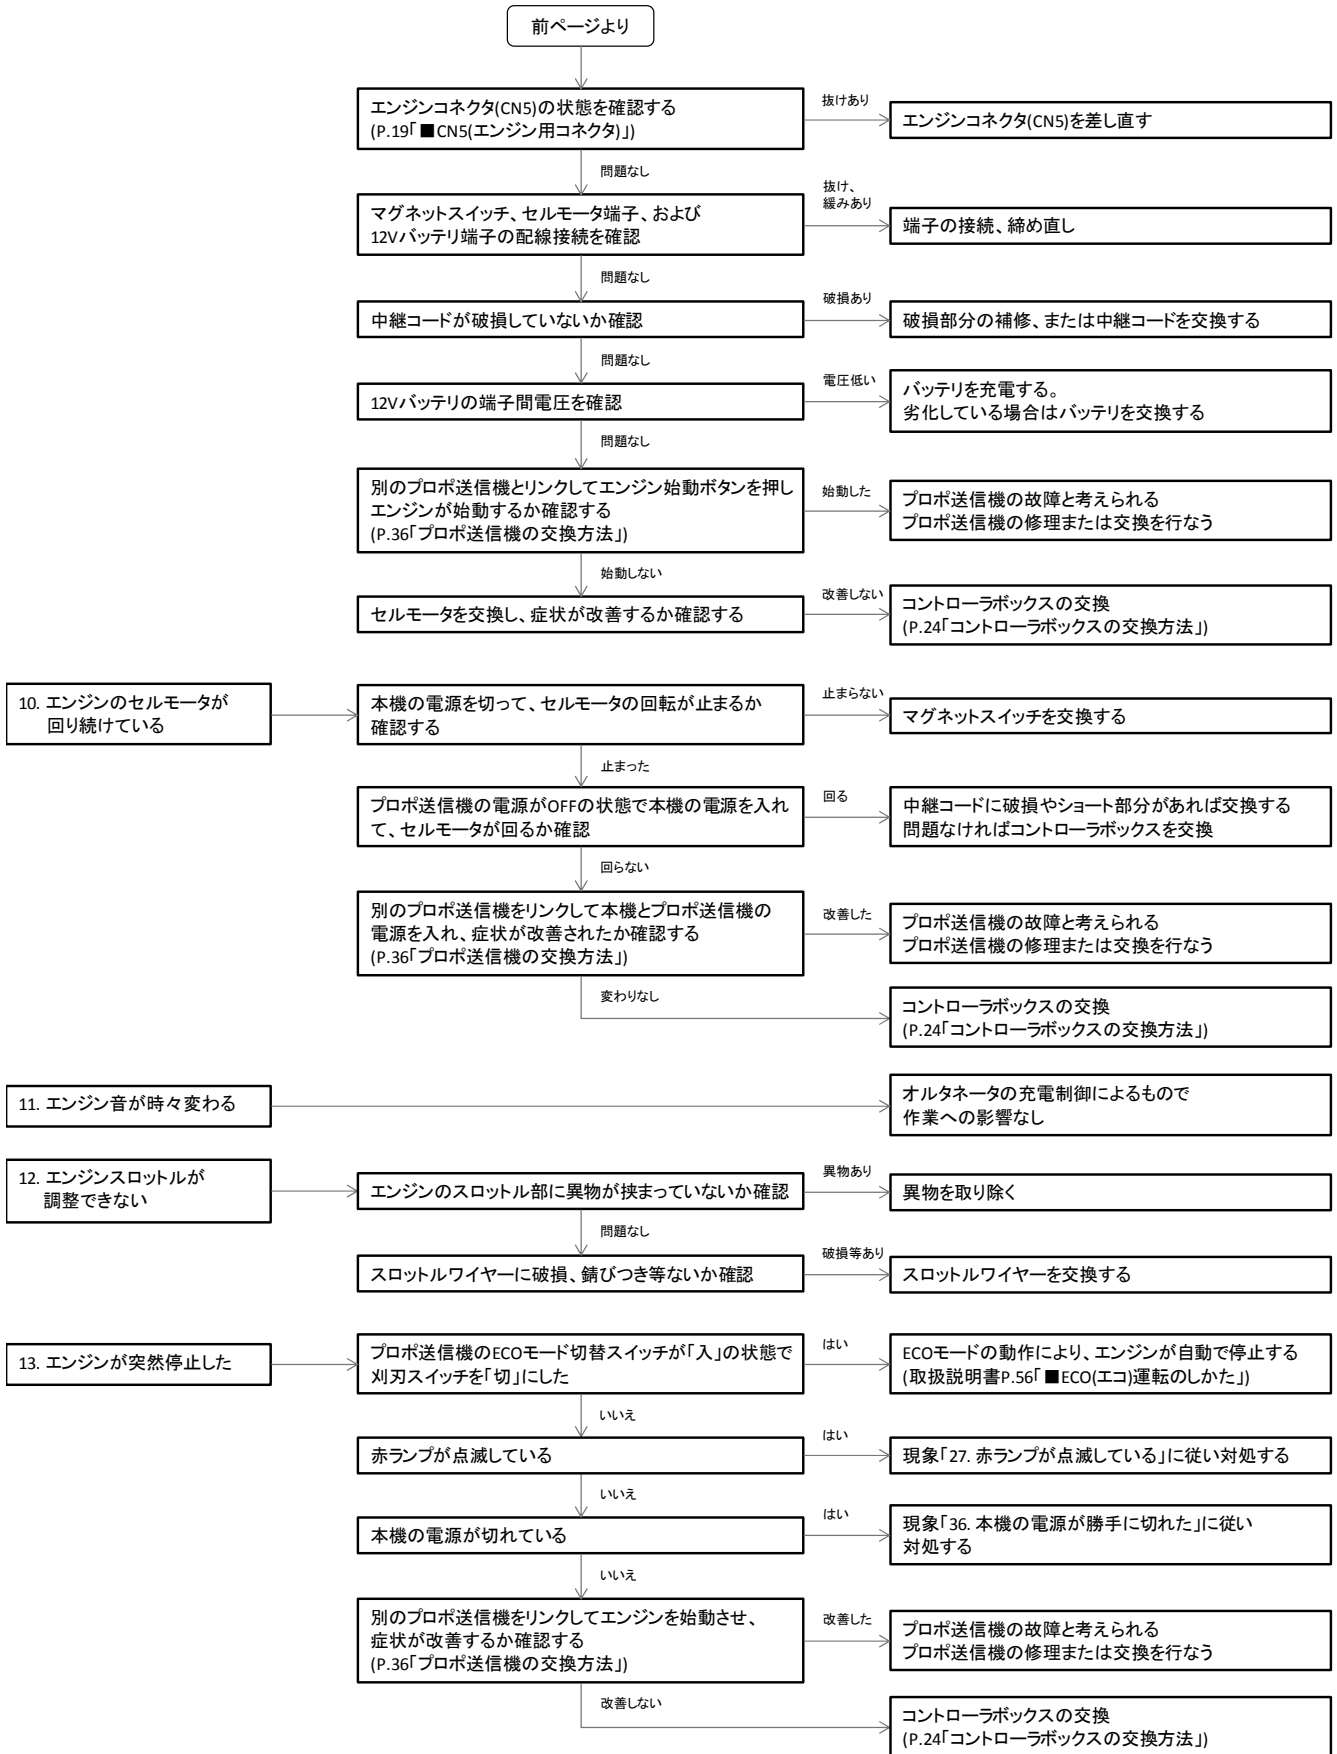 前ページより
エンジンコネクタ(CN5)の状態を確認する
(P.19「■CN5(エンジン用コネクタ)」)
抜けあり
エンジンコネクタ(CN5)を差し直す
問題なし
マグネットスイッチ、セルモータ端子、および
12Vバッテリ端子の配線接続を確認
抜け、
緩みあり
端子の接続、締め直し
問題なし
中継コードが破損していないか確認
破損あり
破損部分の補修、または中継コードを交換する
問題なし
12Vバッテリの端子間電圧を確認
電圧低い
バッテリを充電する。
劣化している場合はバッテリを交換する
問題なし
別のプロポ送信機とリンクしてエンジン始動ボタンを押し
エンジンが始動するか確認する
(P.36「プロポ送信機の交換方法」)
始動した
プロポ送信機の故障と考えられる
プロポ送信機の修理または交換を行なう
始動しない
セルモータを交換し、症状が改善するか確認する
改善しない
コントローラボックスの交換
(P.24「コントローラボックスの交換方法」)
10. エンジンのセルモータが
回り続けている
本機の電源を切って、セルモータの回転が止まるか
確認する
止まらない
マグネットスイッチを交換する
止まった
プロポ送信機の電源がOFFの状態で本機の電源を入れ
て、セルモータが回るか確認
回る
中継コードに破損やショート部分があれば交換する
問題なければコントローラボックスを交換
回らない
別のプロポ送信機をリンクして本機とプロポ送信機の
電源を入れ、症状が改善されたか確認する
(P.36「プロポ送信機の交換方法」)
改善した
プロポ送信機の故障と考えられる
プロポ送信機の修理または交換を行なう
変わりなし
コントローラボックスの交換
(P.24「コントローラボックスの交換方法」)
11. エンジン音が時々変わる
オルタネータの充電制御によるもので
作業への影響なし
12. エンジンスロットルが
調整できない
エンジンのスロットル部に異物が挟まっていないか確認
異物あり
異物を取り除く
問題なし
スロットルワイヤーに破損、錆びつき等ないか確認
破損等あり
スロットルワイヤーを交換する
13. エンジンが突然停止した
プロポ送信機のECOモード切替スイッチが「入」の状態で
刈刃スイッチを「切」にした
はい
ECOモードの動作により、エンジンが自動で停止する
(取扱説明書P.56「■ECO(エコ)運転のしかた」)
いいえ
赤ランプが点滅している
はい
現象「27. 赤ランプが点滅している」に従い対処する
いいえ
本機の電源が切れている
はい
現象「36. 本機の電源が勝手に切れた」に従い
対処する
いいえ
別のプロポ送信機をリンクしてエンジンを始動させ、
症状が改善するか確認する
(P.36「プロポ送信機の交換方法」)
改善した
プロポ送信機の故障と考えられる
プロポ送信機の修理または交換を行なう
改善しない
コントローラボックスの交換
(P.24「コントローラボックスの交換方法」)